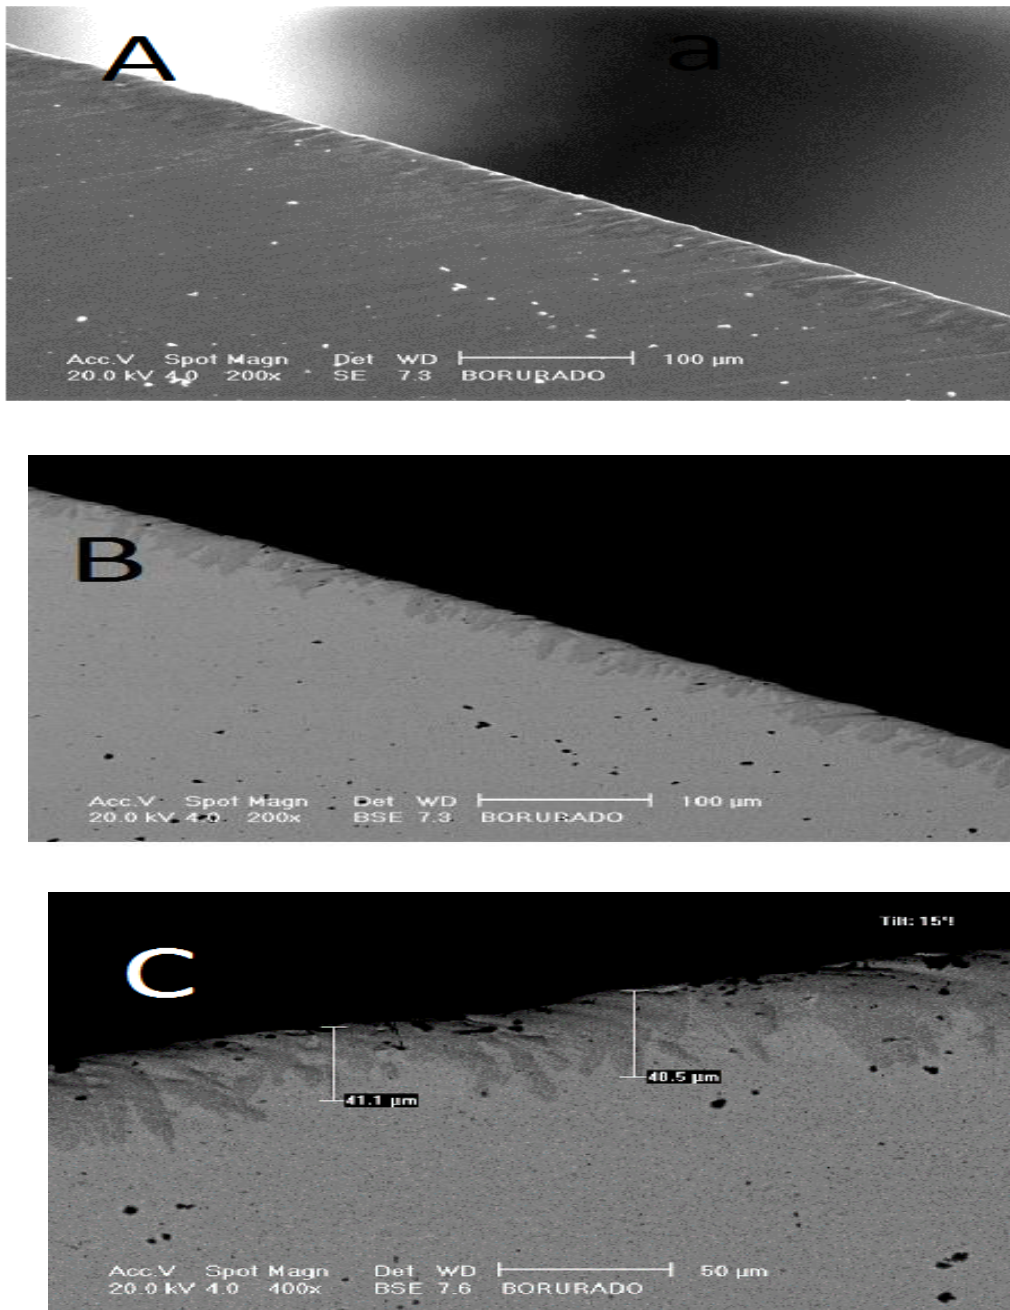 A
a
Acc.V Spot Magn Det WD 100 µm
20.0 kV 4.0 200x SE 7.3 BORURADO
B
Acc.V Spot Magn Det WD 100 µm
20.0 kV 4.0 200x BSE 7.3 BORURADO
Tilt: 15°
C
48.5 µm
41.1 µm
Acc.V Spot Magn Det WD 50 µm
20.0 kV 4.0 400x BSE 7.6 BORURADO